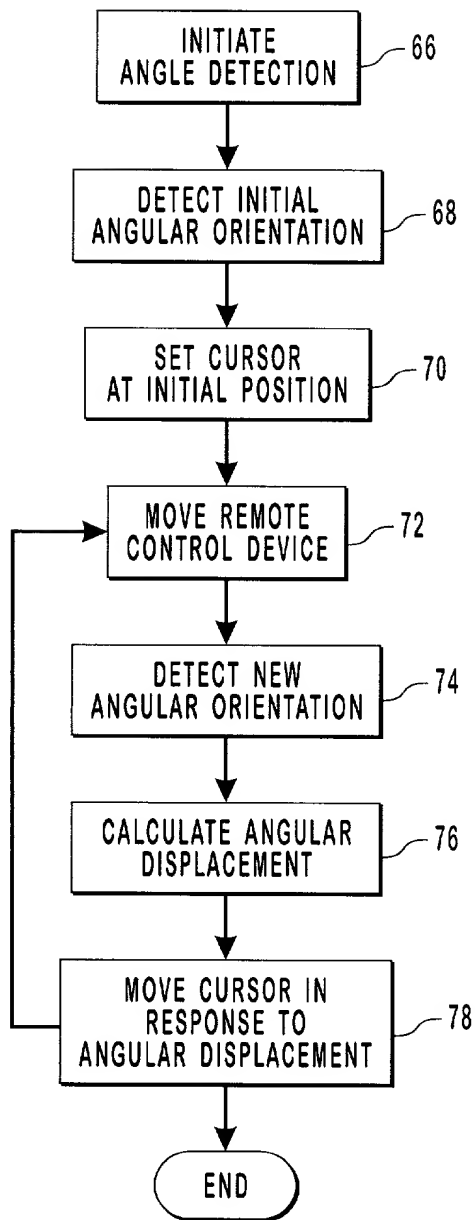 INITIATE
ANGLE DETECTION
66
DETECT INITIAL
ANGULAR ORIENTATION
68
SET CURSOR
AT INITIAL POSITION
70
MOVE REMOTE
CONTROL DEVICE
72
DETECT NEW
ANGULAR ORIENTATION
74
CALCULATE ANGULAR
DISPLACEMENT
76
MOVE CURSOR IN
RESPONSE TO
ANGULAR DISPLACEMENT
78
END